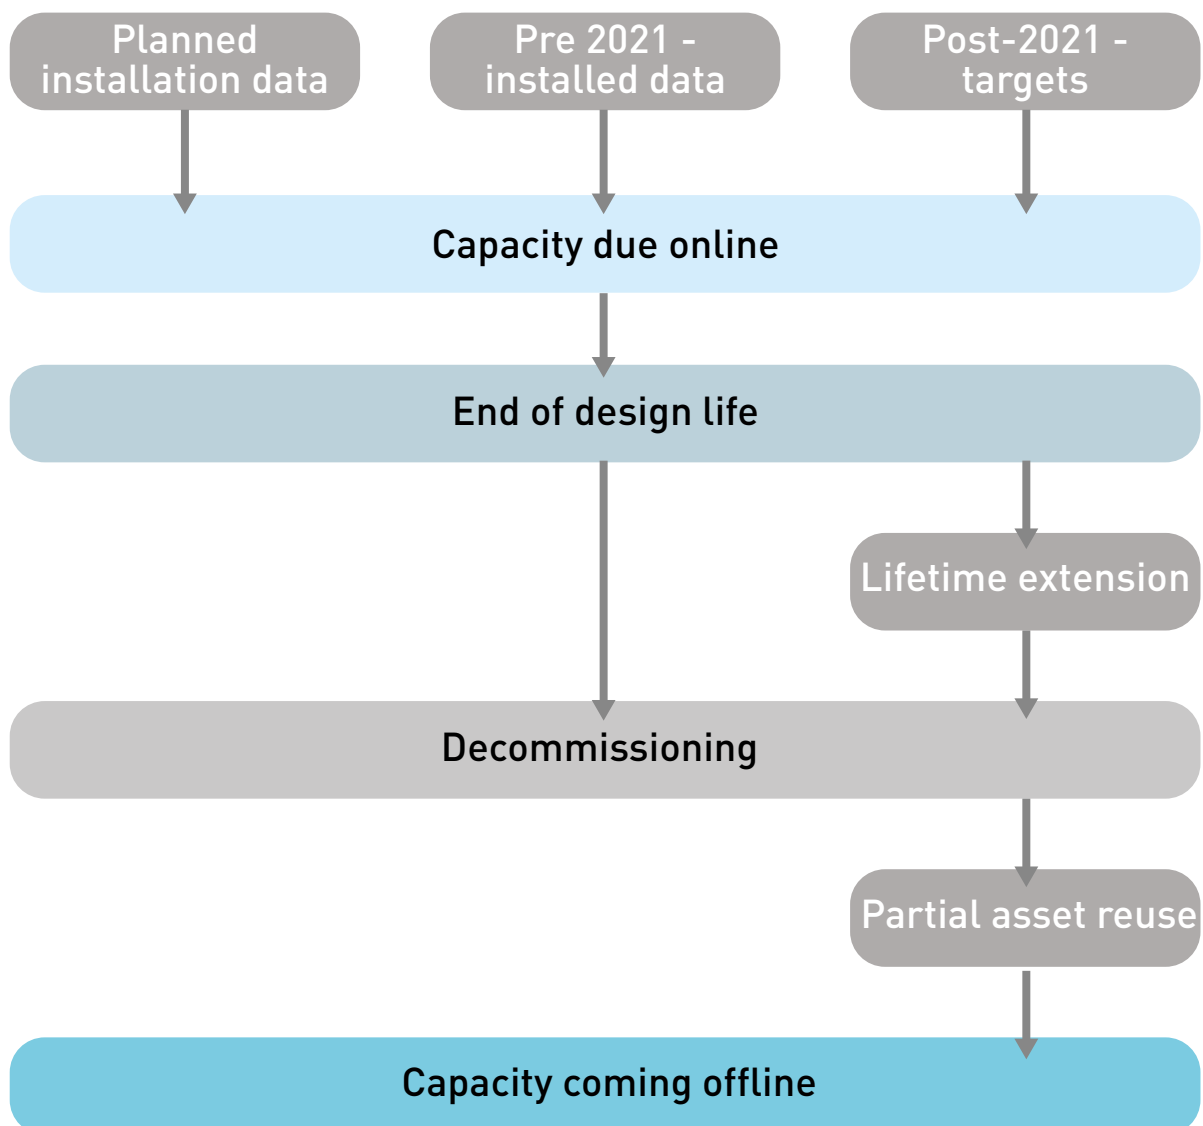 Planned
installation data
Pre 2021 -
installed data
Post-2021 -
targets
Capacity due online
End of design life
Lifetime extension
Decommissioning
Partial asset reuse
Capacity coming offline